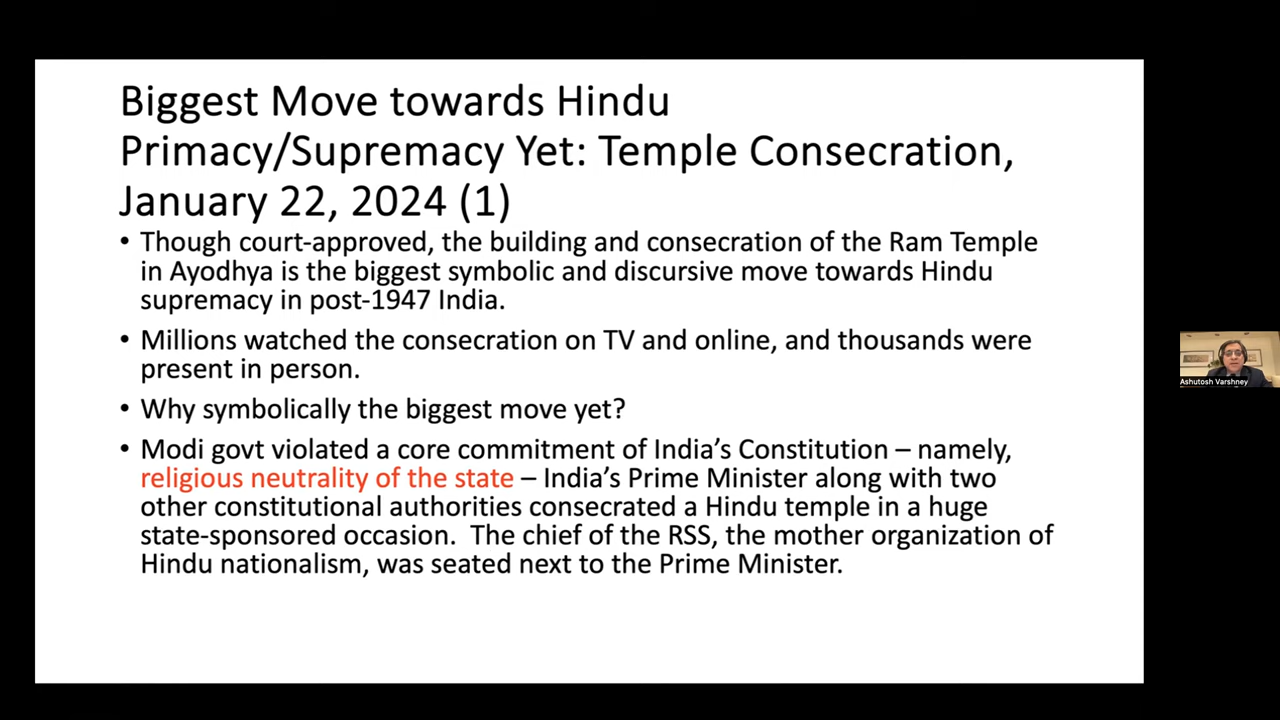 Biggest Move towards Hindu
Primacy/Supremacy Yet: Temple Consecration,
January 22, 2024 (1)
• Though court-approved, the building and consecration of the Ram Temple
in Ayodhya is the biggest symbolic and discursive move towards Hindu
supremacy in post-1947 India.
• Millions watched the consecration on TV and online, and thousands were
present in person.
• Why symbolically the biggest move yet?
• Modi govt violated a core commitment of India's Constitution – namely,
religious neutrality of the state – India's Prime Minister along with two
other constitutional authorities consecrated a Hindu temple in a huge
state-sponsored occasion.  The chief of the RSS, the mother organization of
Hindu nationalism, was seated next to the Prime Minister.
Ashutosh Varshney